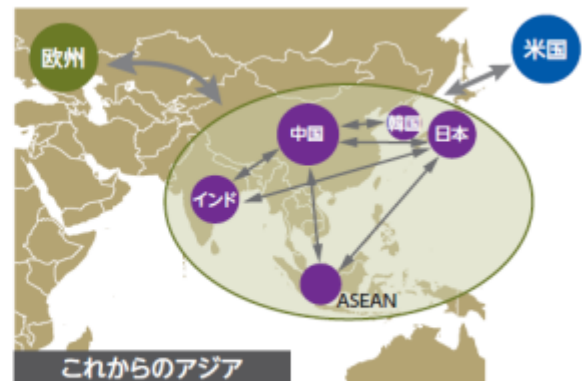 欧州
米国
中国
韓国
日本
インド
ASEAN
これからのアジア